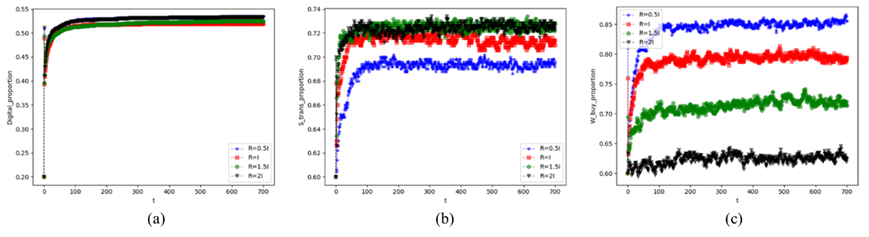 Digital_proportion
0.55
0.50
0.45
0.40
0.35
0.30
0.25
0.20
0 100 200 300 400 500 600 700
t
R=0.5I
R=I
R=1.5I
R=2I
(a)
S_trans_proportion
0.74
0.72
0.70
0.68
0.66
0.64
0.62
0.60
0 100 200 300 400 500 600 700
t
R=0.5I
R=I
R=1.5I
R=2I
(b)
W_buy_proportion
0.85
0.80
0.75
0.70
0.65
0.60
0 100 200 300 400 500 600 700
t
R=0.5I
R=I
R=1.5I
R=2I
(c)